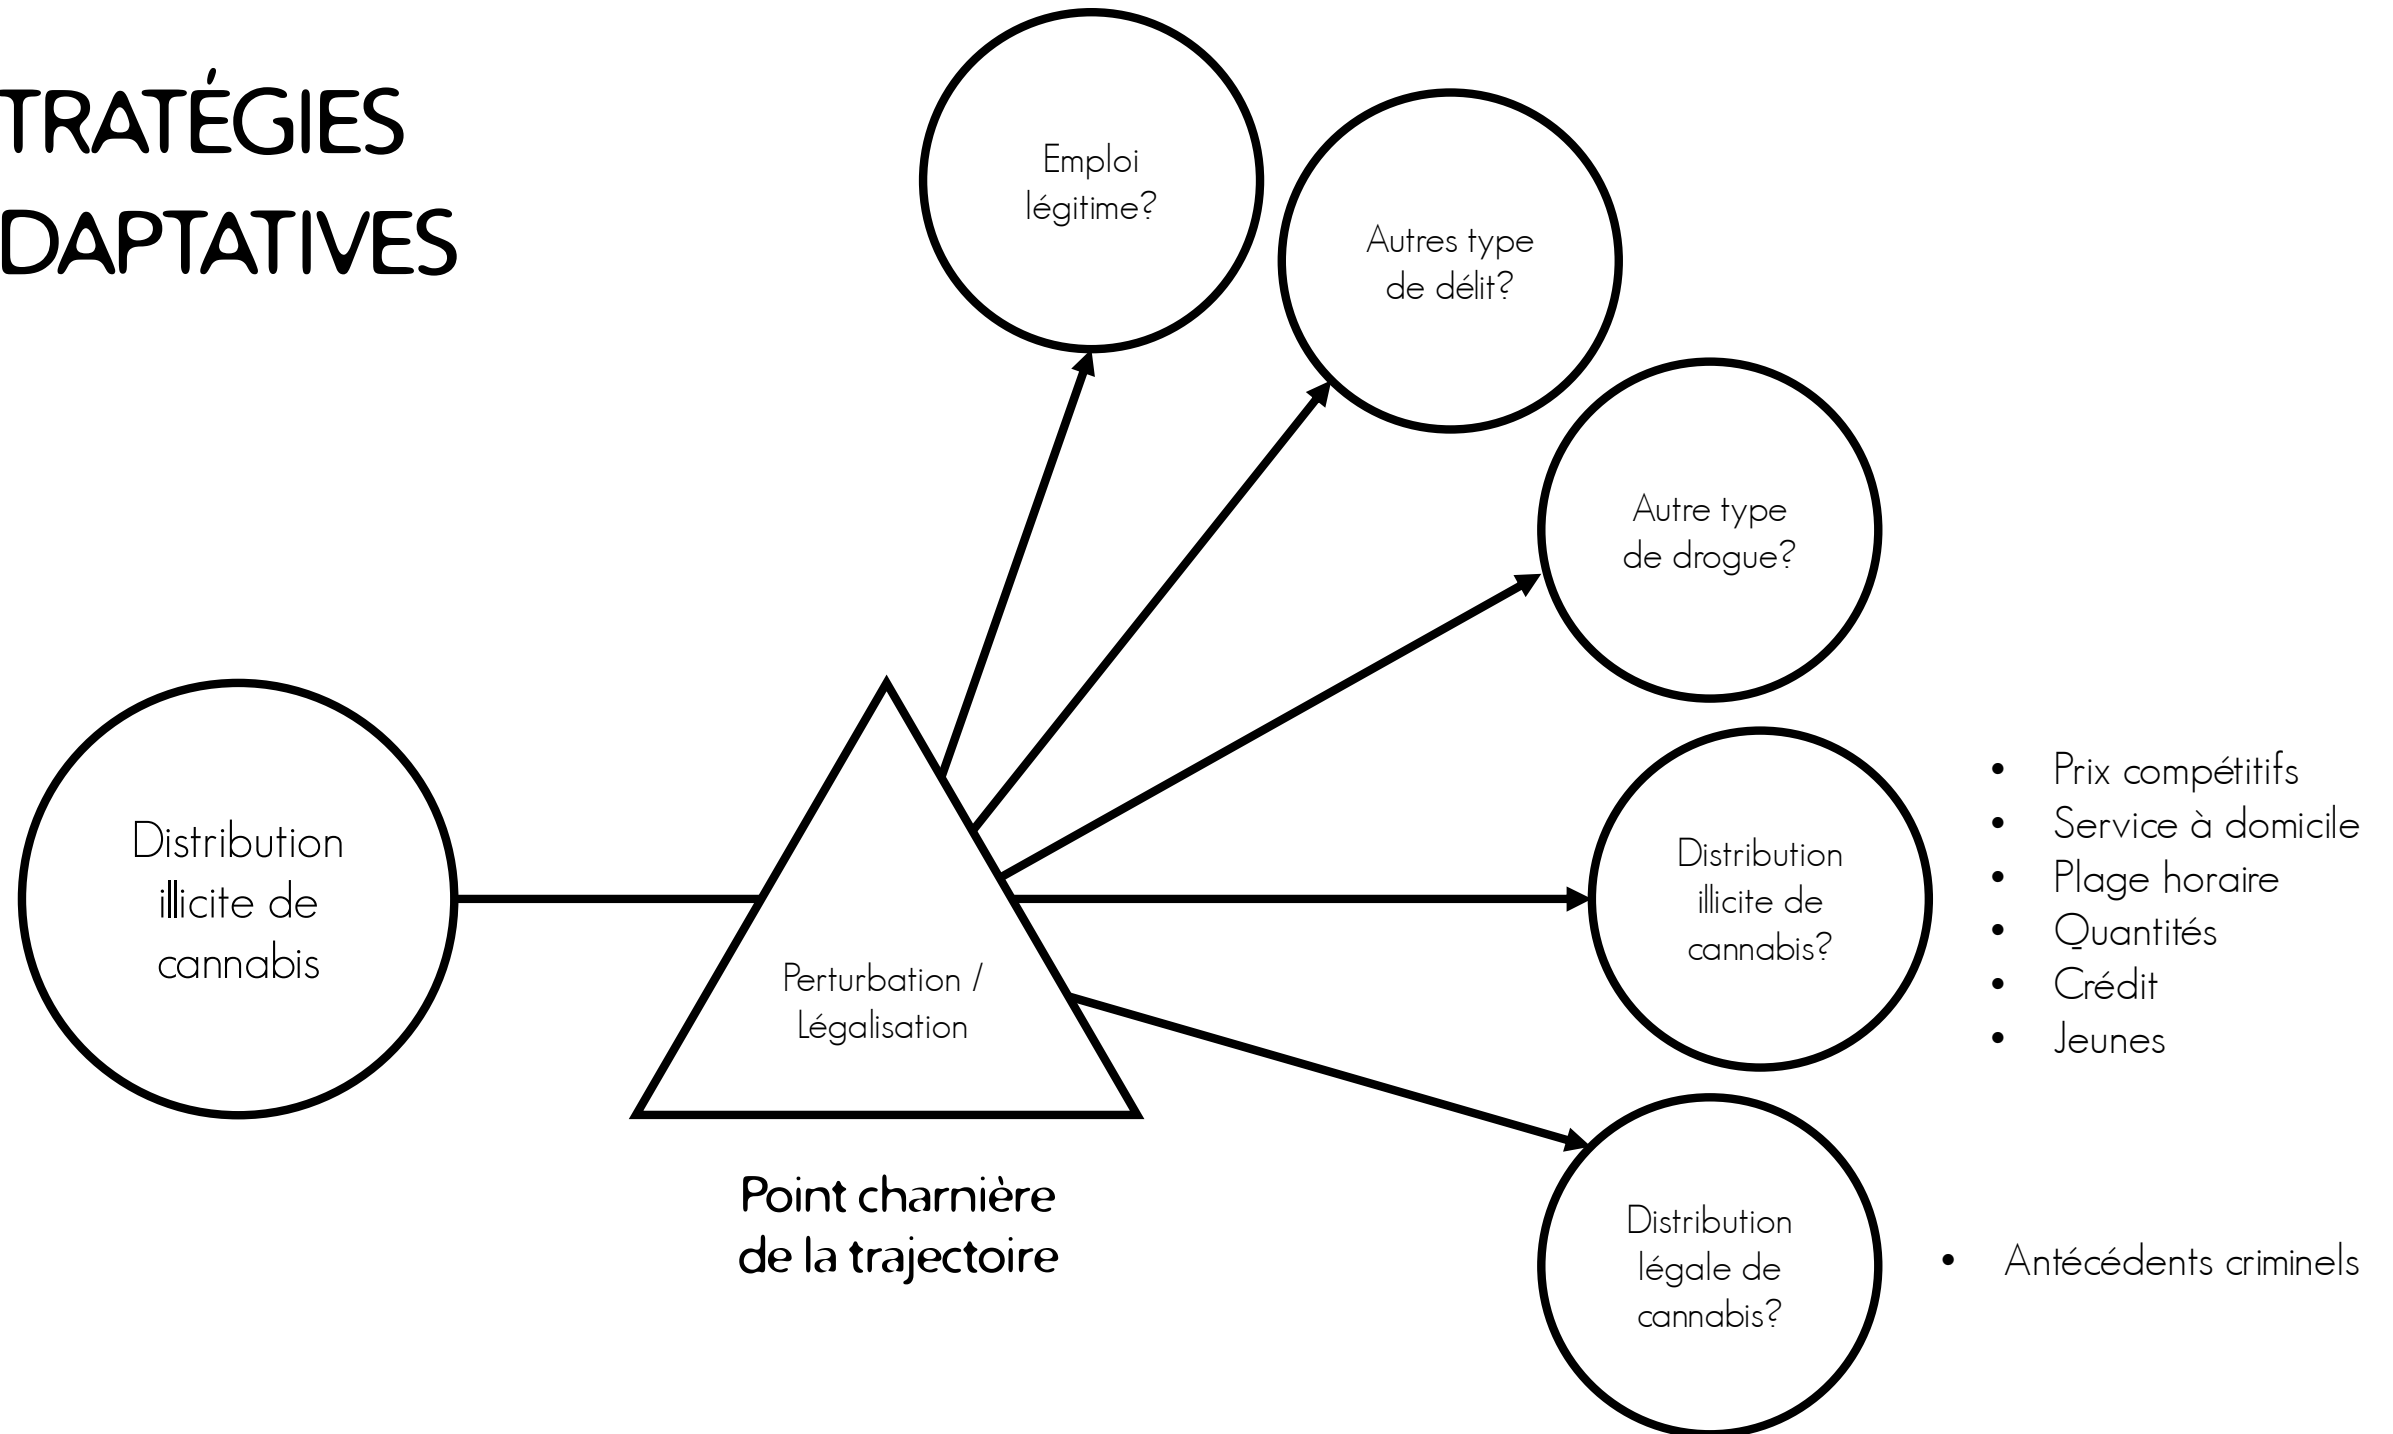 TRATÉGIES
DAPTATIVES
Emploi
légitime?
Autres type
de délit?
Autre type
de drogue?
Distribution
illicite de
cannabis
Perturbation /
Légalisation
Point charnière
de la trajectoire
Distribution
illicite de
cannabis?
• Prix compétitifs
• Service à domicile
• Plage horaire
• Quantités
• Crédit
• Jeunes
Distribution
légale de
cannabis?
• Antécédents criminels